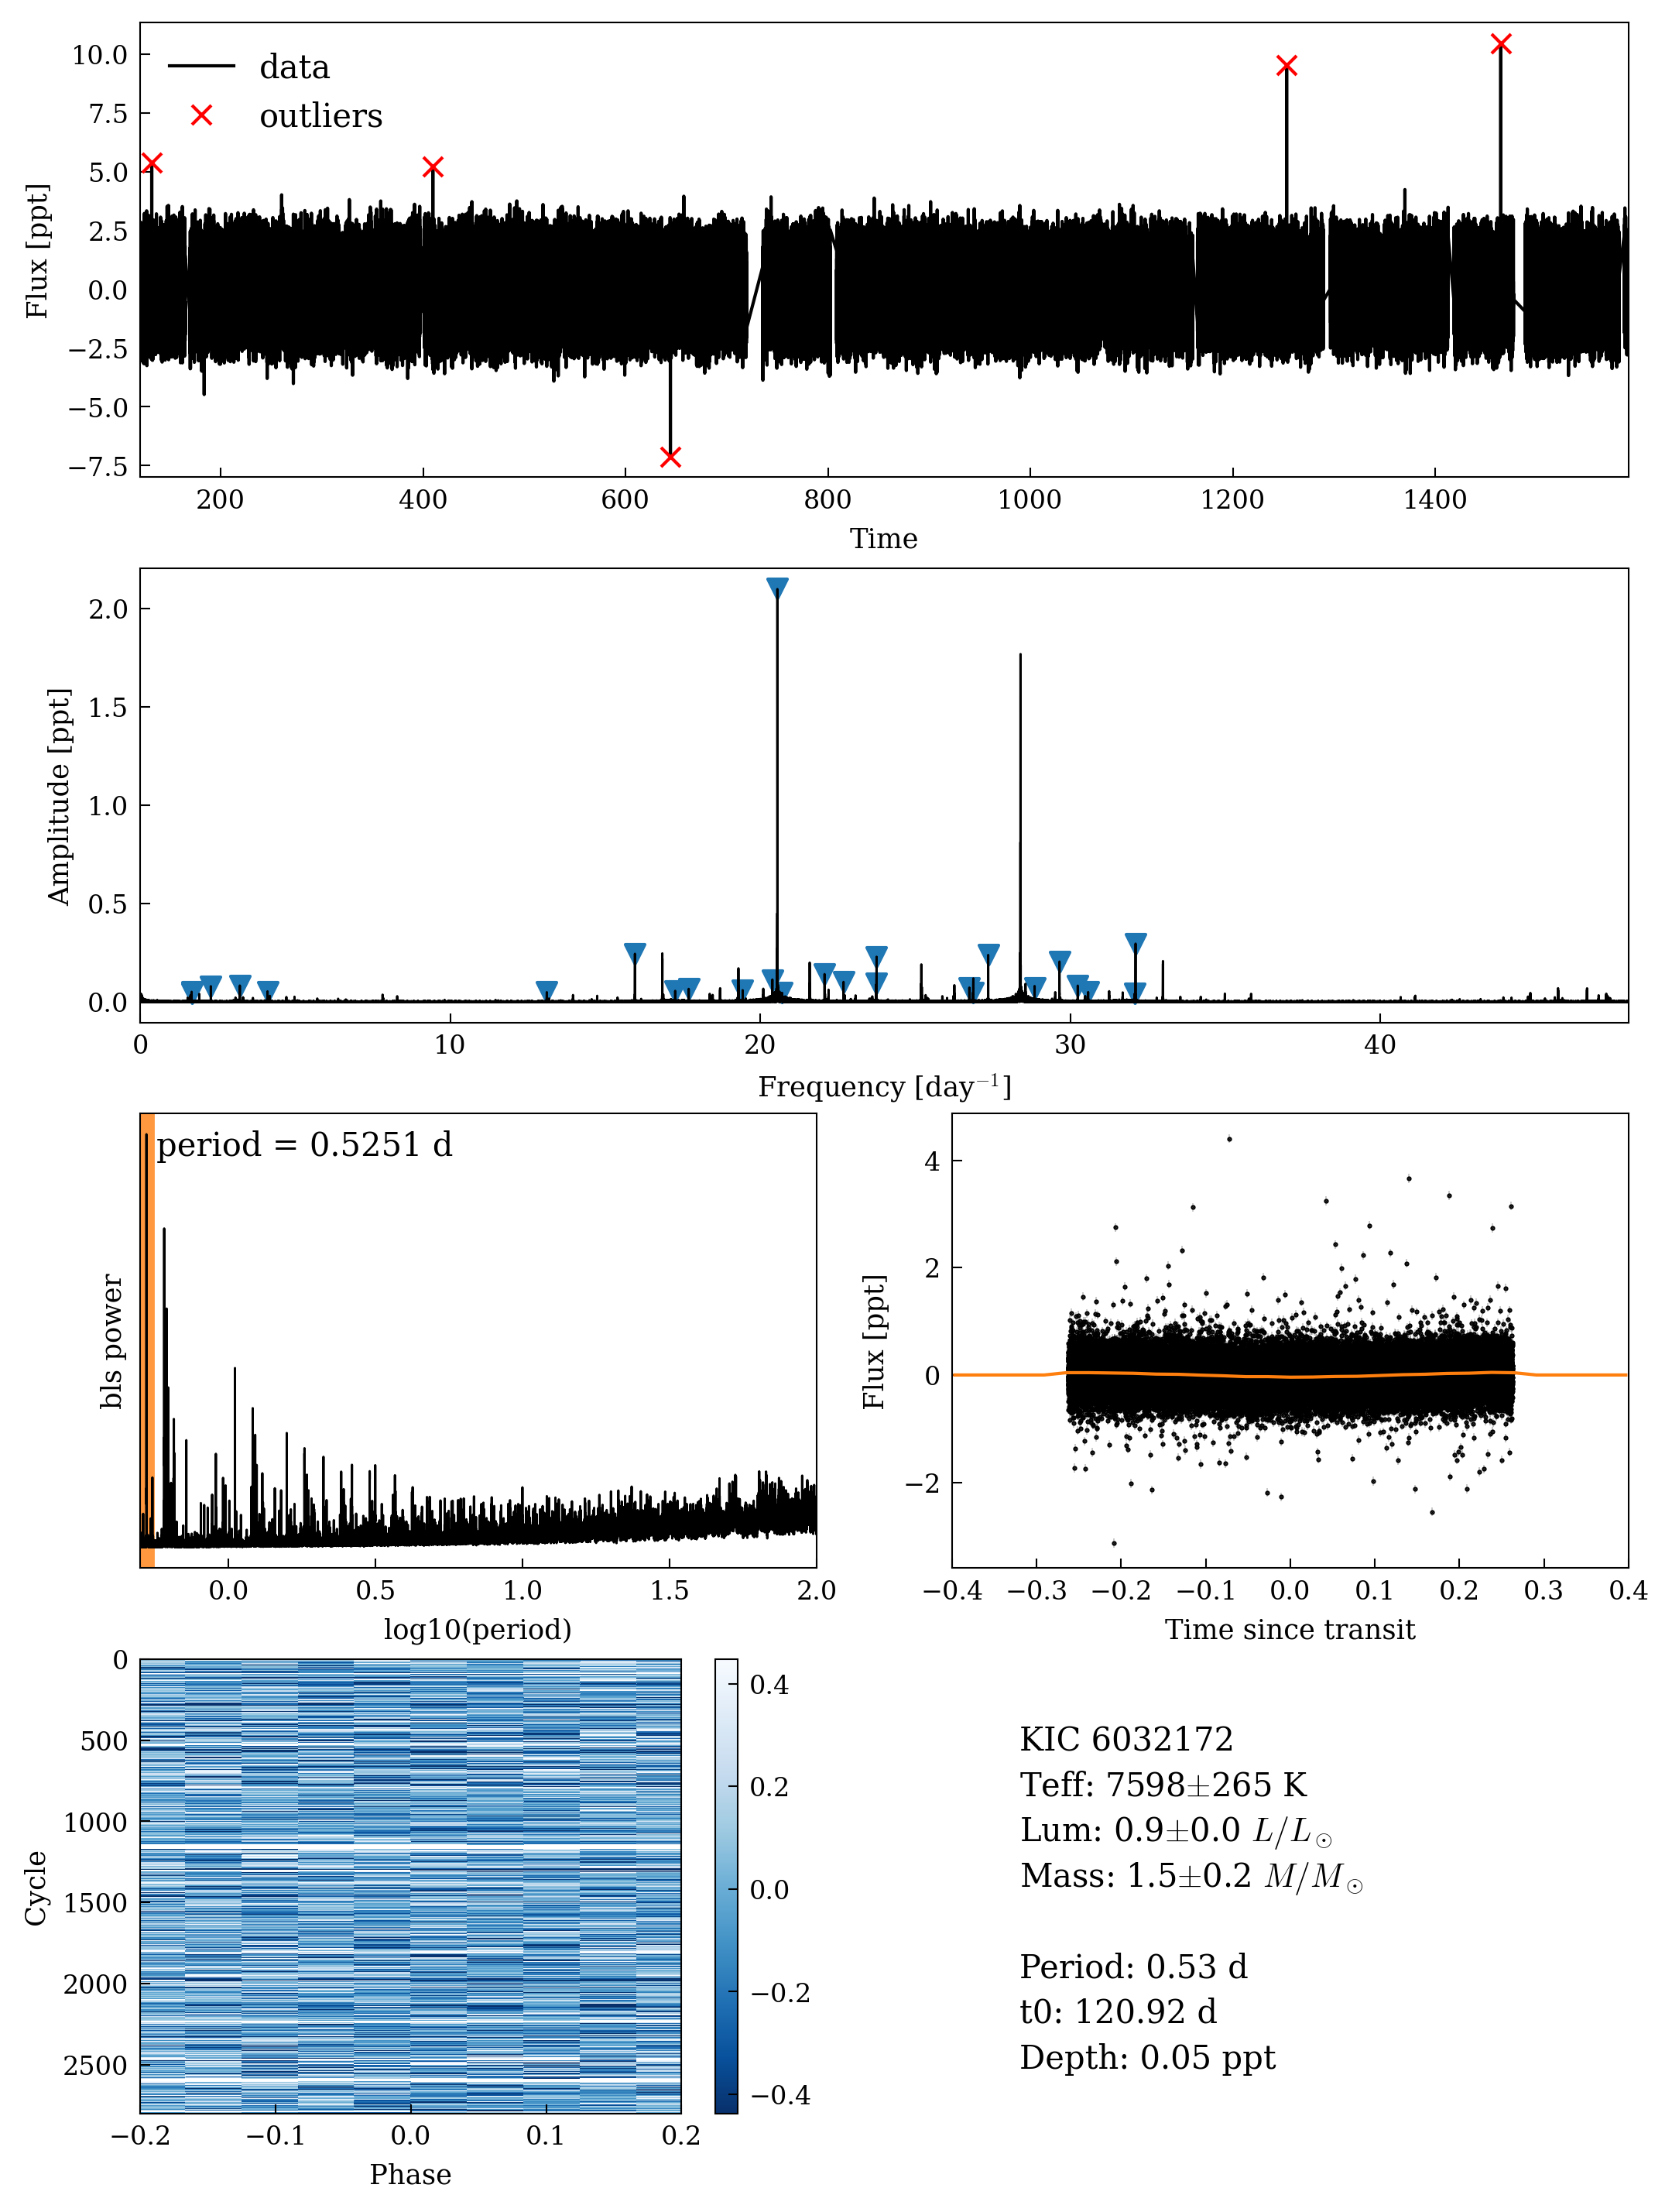 10.0
7.5
5.0
2.5
0.0
−2.5
−5.0
−7.5
Flux [ppt]
data
outliers
200 400 600 800 1000 1200 1400
Time
2.0
1.5
1.0
0.5
0.0
Amplitude [ppt]
0 10 20 30 40
Frequency [day⁻¹]
period = 0.5251 d
bls power
0.0 0.5 1.0 1.5 2.0
log10(period)
4
2
0
−2
Flux [ppt]
−0.4 −0.3 −0.2 −0.1 0.0 0.1 0.2 0.3 0.4
Time since transit
0
500
1000
1500
2000
2500
Cycle
−0.2 −0.1 0.0 0.1 0.2
Phase
0.4
0.2
0.0
−0.2
−0.4
KIC 6032172
Teff: 7598±265 K
Lum: 0.9±0.0 L/L⊙
Mass: 1.5±0.2 M/M⊙
Period: 0.53 d
t0: 120.92 d
Depth: 0.05 ppt